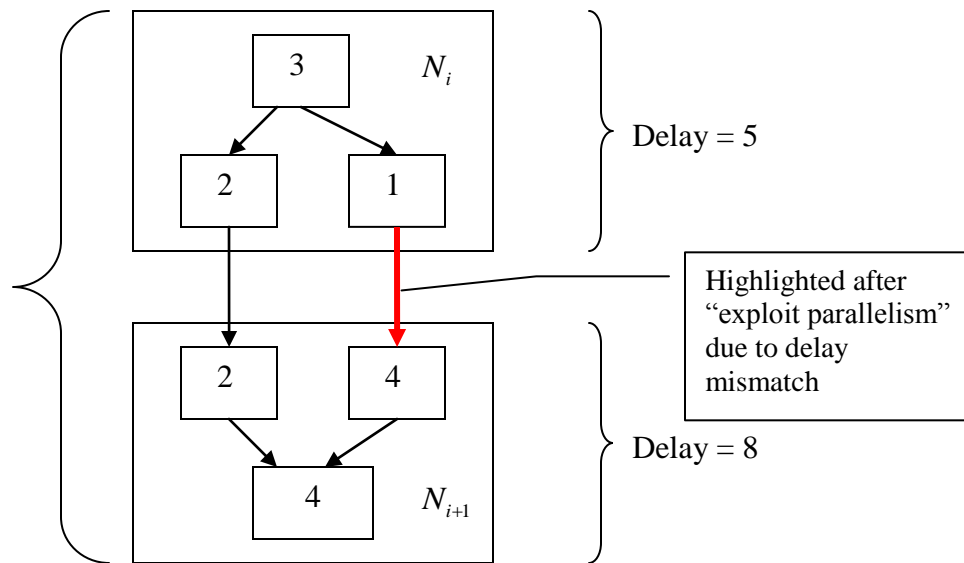 3
N_i
2
1
Delay = 5
Highlighted after
“exploit parallelism”
due to delay
mismatch
2
4
4
N_{i+1}
Delay = 8